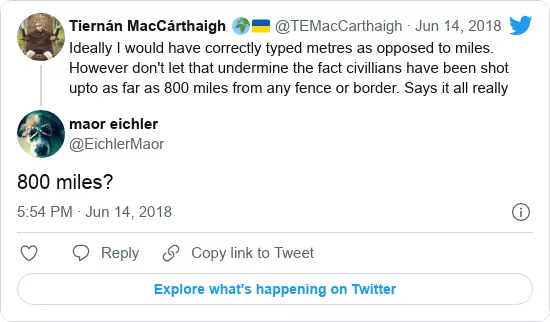 Tiernán MacCárthaigh 🌍🇺🇦 @TEMacCarthaigh · Jun 14, 2018
Ideally I would have correctly typed metres as opposed to miles.
However don't let that undermine the fact civillians have been shot
upto as far as 800 miles from any fence or border. Says it all really
maor eichler
@EichlerMaor
800 miles?
5:54 PM · Jun 14, 2018
Reply
Copy link to Tweet
Explore what's happening on Twitter